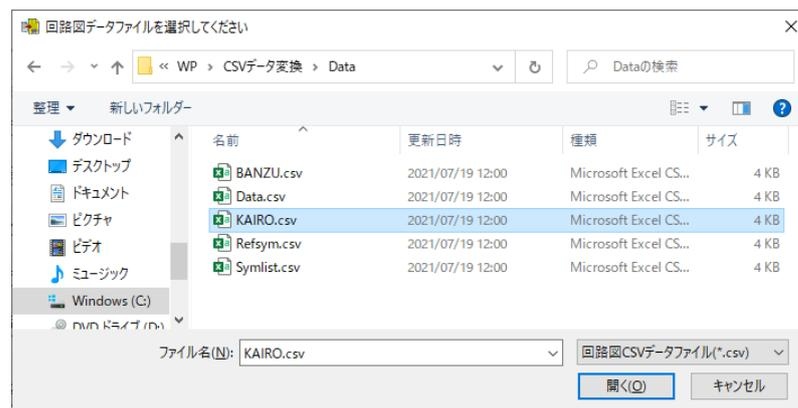 回路図データファイルを選択してください
« WP › CSVデータ変換 › Data
Dataの検索
整理 新しいフォルダー
ダウンロード
デスクトップ
ドキュメント
ピクチャ
ビデオ
ミュージック
Windows (C:)
DVD ドライブ (D:)
名前 更新日時 種類 サイズ
BANZU.csv 2021/07/19 12:00 Microsoft Excel CS... 4 KB
Data.csv 2021/07/19 12:00 Microsoft Excel CS... 4 KB
KAIRO.csv 2021/07/19 12:00 Microsoft Excel CS... 4 KB
Refsym.csv 2021/07/19 12:00 Microsoft Excel CS... 4 KB
Symlist.csv 2021/07/19 12:00 Microsoft Excel CS... 4 KB
ファイル名(N): KAIRO.csv 回路図CSVデータファイル(*.csv)
開く(O) キャンセル